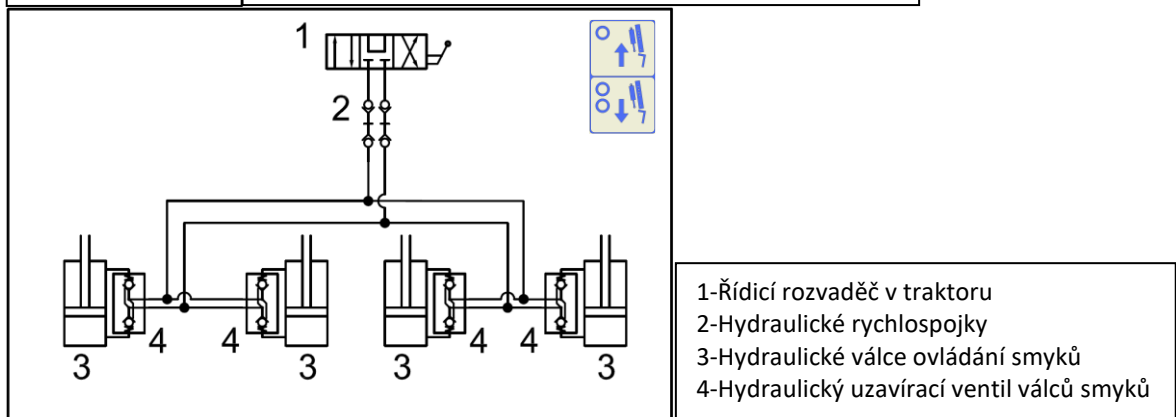 1
2
3
4
4
3
3
4
4
3
1-Řídicí rozvaděč v traktoru
2-Hydraulické rychlospojky
3-Hydraulické válce ovládání smyků
4-Hydraulický uzavírací ventil válců smyků